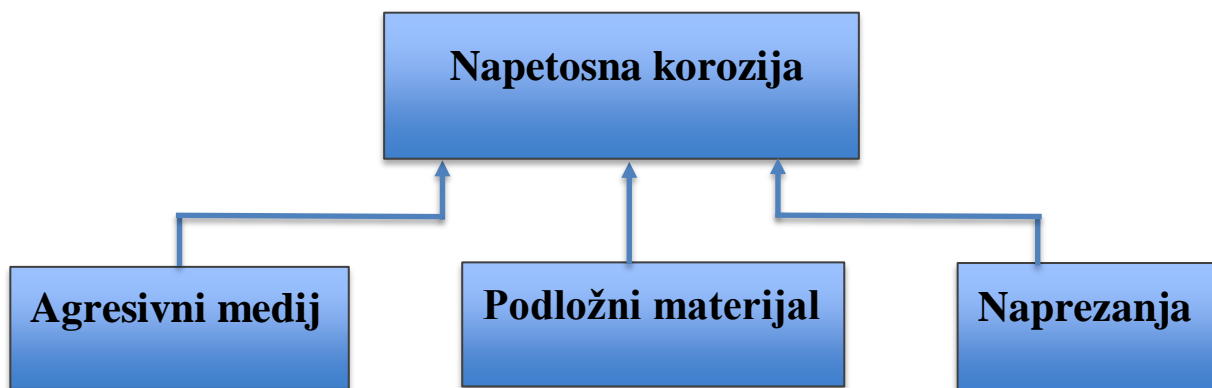 Napetosna korozija
Agresivni medij
Podložni materijal
Naprezanja